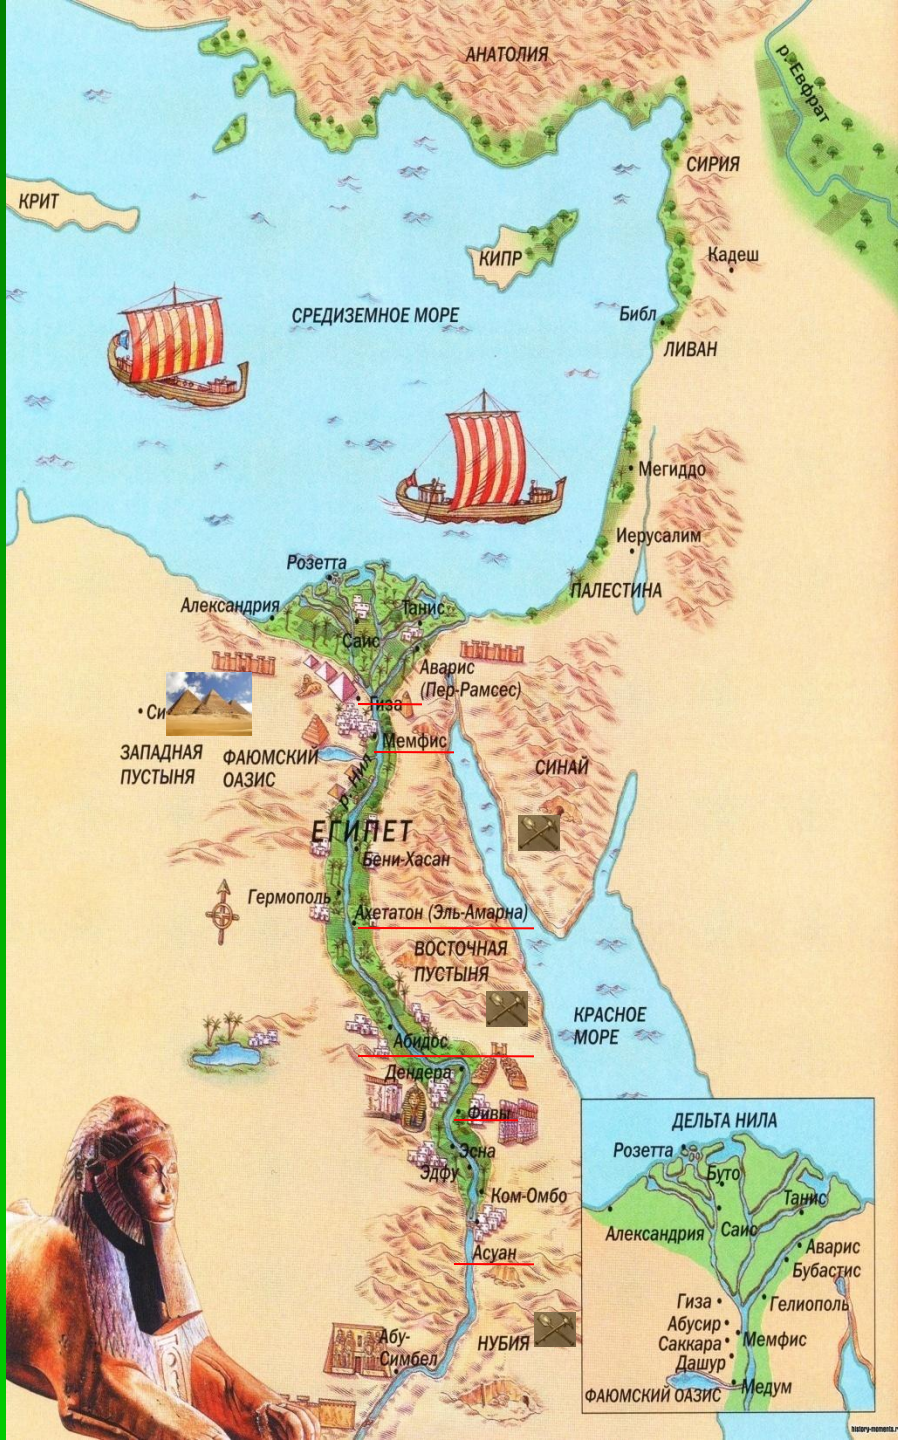 АНАТОЛИЯ
р. Евфрат
СИРИЯ
КРИТ
КИПР
Кадеш
СРЕДИЗЕМНОЕ МОРЕ
Библ
ЛИВАН
Мегиддо
Иерусалим
Розетта
ПАЛЕСТИНА
Александрия
Танис
Саис
Аварис
(Пер-Рамсес)
Гиза
Си
Мемфис
ЗАПАДНАЯ
ПУСТЫНЯ
ФАЮМСКИЙ
ОАЗИС
СИНАЙ
р. Нил
ЕГИПЕТ
Бени-Хасан
Гермополь
Ахетатон (Эль-Амарна)
ВОСТОЧНАЯ
ПУСТЫНЯ
КРАСНОЕ
МОРЕ
Абидос
Дендера
Фивы
Эсна
Эдфу
Ком-Омбо
Асуан
НУБИЯ
Абу-
Симбел
ДЕЛЬТА НИЛА
Розетта
Буто
Танис
Александрия
Саис
Аварис
Бубастис
Гиза
Гелиополь
Абусир
Мемфис
Саккара
Дашур
Медум
ФАЮМСКИЙ ОАЗИС